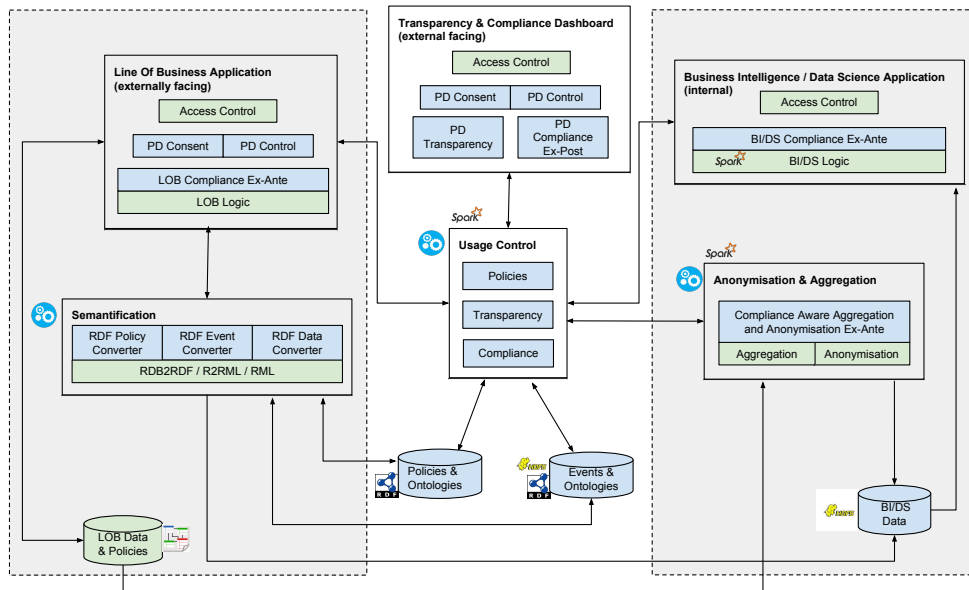 Transparency & Compliance Dashboard
(external facing)
Access Control
PD Consent
PD Control
PD
Transparency
PD
Compliance
Ex-Post
Line Of Business Application
(externally facing)
Access Control
PD Consent
PD Control
LOB Compliance Ex-Ante
LOB Logic
Business Intelligence / Data Science Application
(internal)
Access Control
BI/DS Compliance Ex-Ante
Spark
BI/DS Logic
Spark
Usage Control
Policies
Transparency
Compliance
Spark
Anonymisation & Aggregation
Compliance Aware Aggregation
and Anonymisation Ex-Ante
Aggregation
Anonymisation
Semantification
RDF Policy
Converter
RDF Event
Converter
RDF Data
Converter
RDB2RDF / R2RML / RML
Policies &
Ontologies
RDF
Events &
Ontologies
HDFS
RDF
BI/DS
Data
HDFS
LOB Data
& Policies